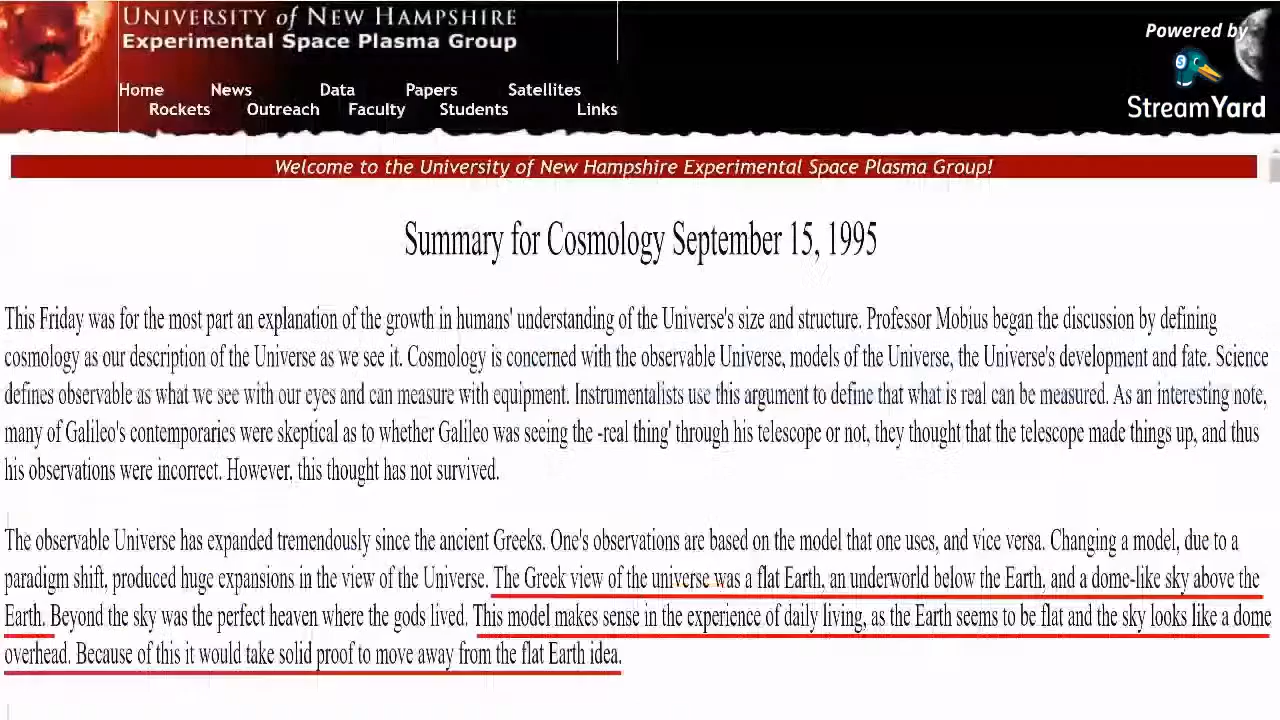 UNIVERSITY of NEW HAMPSHIRE
Experimental Space Plasma Group
Powered by
StreamYard
Home News Data Papers Satellites
Rockets Outreach Faculty Students Links
Welcome to the University of New Hampshire Experimental Space Plasma Group!
Summary for Cosmology September 15, 1995
This Friday was for the most part an explanation of the growth in humans' understanding of the Universe's size and structure. Professor Mobius began the discussion by defining
cosmology as our description of the Universe as we see it. Cosmology is concerned with the observable Universe, models of the Universe, the Universe's development and fate. Science
defines observable as what we see with our eyes and can measure with equipment. Instrumentalists use this argument to define that what is real can be measured. As an interesting note,
many of Galileo's contemporaries were skeptical as to whether Galileo was seeing the -real thing' through his telescope or not, they thought that the telescope made things up, and thus
his observations were incorrect. However, this thought has not survived.
The observable Universe has expanded tremendously since the ancient Greeks. One's observations are based on the model that one uses, and vice versa. Changing a model, due to a
paradigm shift, produced huge expansions in the view of the Universe. The Greek view of the universe was a flat Earth, an underworld below the Earth, and a dome-like sky above the
Earth. Beyond the sky was the perfect heaven where the gods lived. This model makes sense in the experience of daily living, as the Earth seems to be flat and the sky looks like a dome
overhead. Because of this it would take solid proof to move away from the flat Earth idea.